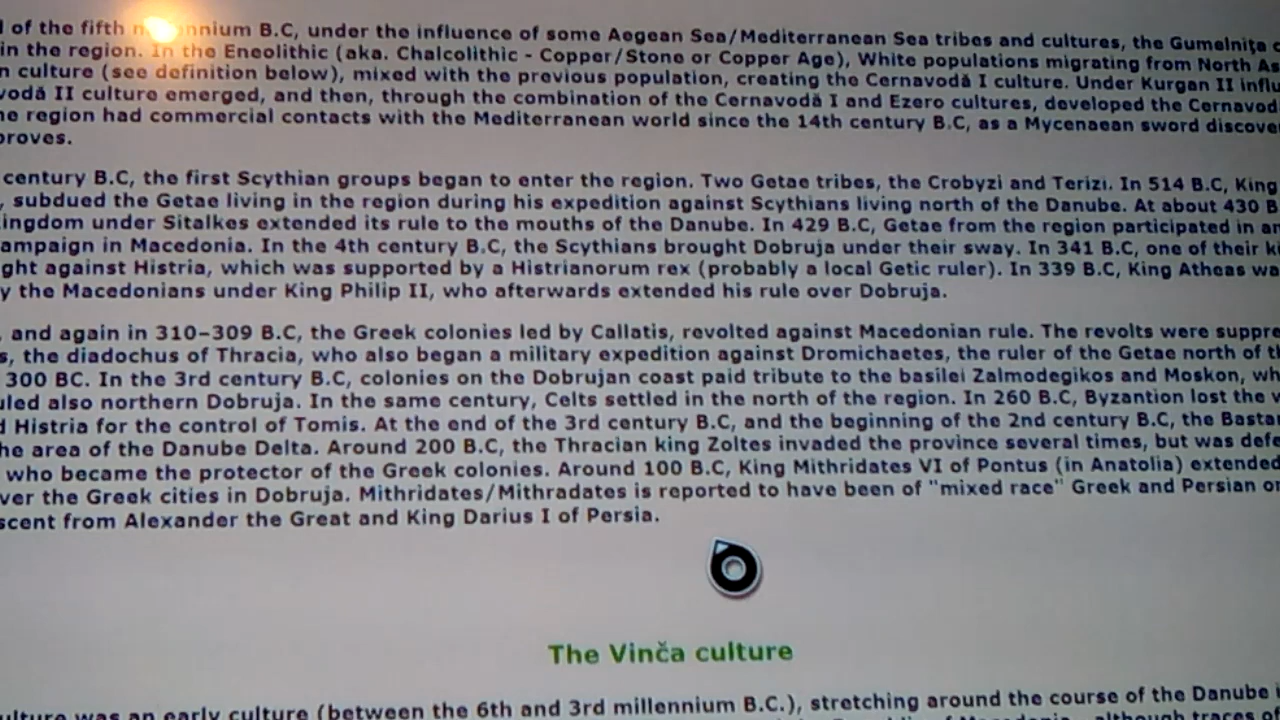 of the fifth millennium B.C, under the influence of some Aegean Sea/Mediterranean Sea tribes and cultures, the Gumelnița
in the region. In the Eneolithic (aka. Chalcolithic - Copper/Stone or Copper Age), White populations migrating from North
culture (see definition below), mixed with the previous population, creating the Cernavodă I culture. Under Kurgan II
II culture emerged, and then, through the combination of the Cernavodă I and Ezero cultures, developed the
region had commercial contacts with the Mediterranean world since the 14th century B.C, as a Mycenaean sword
proves.
century B.C, the first Scythian groups began to enter the region. Two Getae tribes, the Crobyzi and Terizi. In 514 B.C, King
, subdued the Getae living in the region during his expedition against Scythians living north of the Danube. At about 430
under Sitalkes extended its rule to the mouths of the Danube. In 429 B.C, Getae from the region participated in
ampaign in Macedonia. In the 4th century B.C, the Scythians brought Dobruja under their sway. In 341 B.C, one of their
ght against Histria, which was supported by a Histrianorum rex (probably a local Getic ruler). In 339 B.C, King Atheas
y the Macedonians under King Philip II, who afterwards extended his rule over Dobruja.
, and again in 310–309 B.C, the Greek colonies led by Callatis, revolted against Macedonian rule. The revolts were
s, the diadochus of Thracia, who also began a military expedition against Dromichaetes, the ruler of the Getae north of
300 BC. In the 3rd century B.C, colonies on the Dobrujan coast paid tribute to the basilei Zalmodegikos and Moskon,
uled also northern Dobruja. In the same century, Celts settled in the north of the region. In 260 B.C, Byzantion lost the
Histria for the control of Tomis. At the end of the 3rd century B.C, and the beginning of the 2nd century B.C, the
he area of the Danube Delta. Around 200 B.C, the Thracian king Zoltes invaded the province several times, but was
who became the protector of the Greek colonies. Around 100 B.C, King Mithridates VI of Pontus (in Anatolia) extended
ver the Greek cities in Dobruja. Mithridates/Mithradates is reported to have been of "mixed race" Greek and Persian
scent from Alexander the Great and King Darius I of Persia.
The Vinča culture
ulture was an early culture (between the 6th and 3rd millennium B.C.), stretching around the course of the Danube
of Macedonia, although traces of